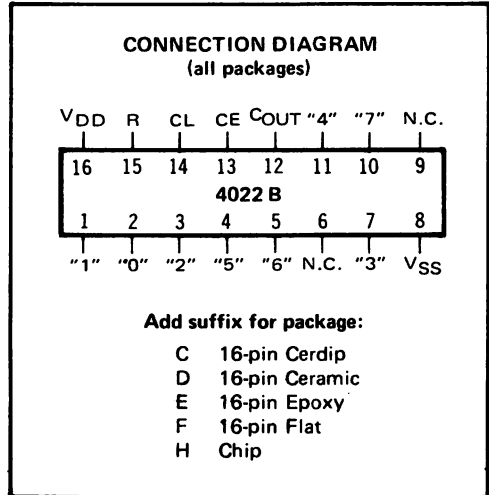 CONNECTION DIAGRAM
(all packages)
VDD R CL CE COUT "4" "7" N.C.
16 15 14 13 12 11 10 9
4022 B
1 2 3 4 5 6 7 8
"1" "0" "2" "5" "6" N.C. "3" VSS
Add suffix for package:
C 16-pin Cerdip
D 16-pin Ceramic
E 16-pin Epoxy
F 16-pin Flat
H Chip